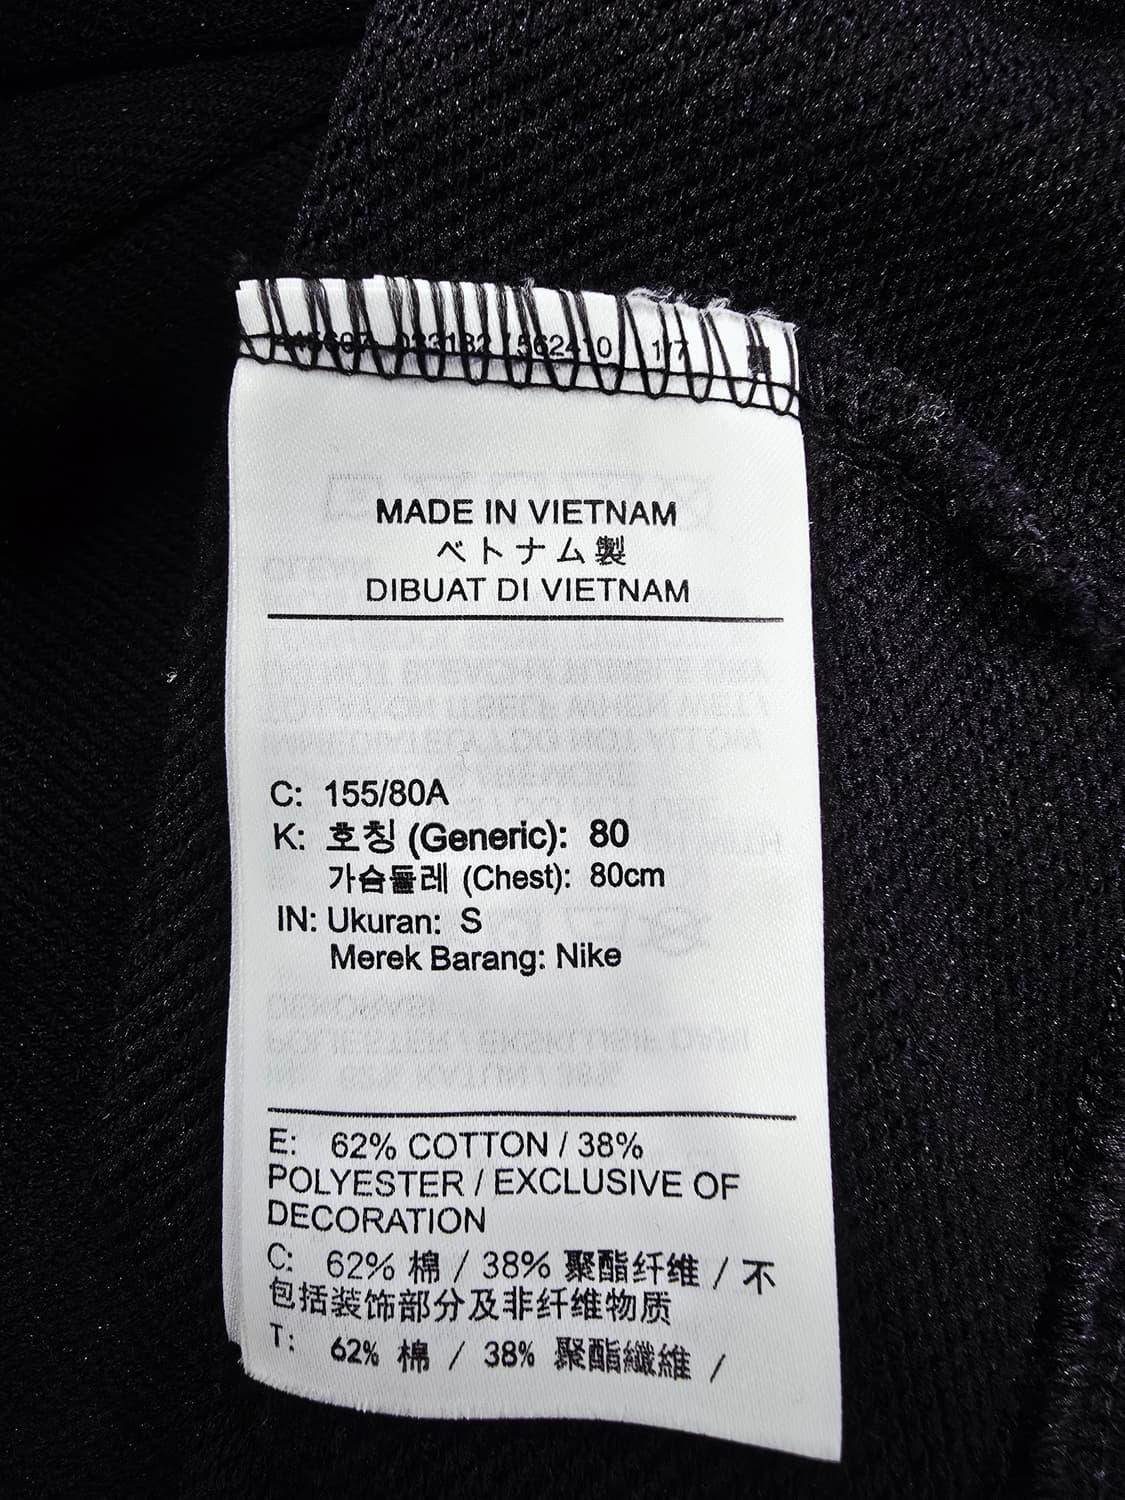 562410 1/7
MADE IN VIETNAM
ベトナム製
DIBUAT DI VIETNAM
C: 155/80A
K: 호칭 (Generic): 80
가슴둘레 (Chest): 80cm
IN: Ukuran: S
Merek Barang: Nike
E: 62% COTTON / 38%
POLYESTER / EXCLUSIVE OF
DECORATION
C: 62% 棉 / 38% 聚酯纤维 / 不
包括装饰部分及非纤维物质
T: 62% 棉 / 38% 聚酯纖維 /